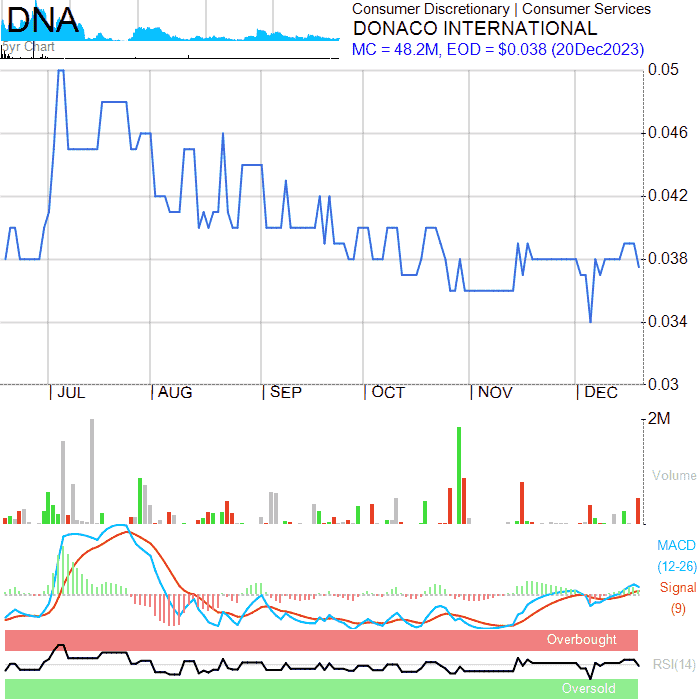 DNA
5yr Chart
Consumer Discretionary | Consumer Services
DONACO INTERNATIONAL
MC = 48.2M, EOD = $0.038 (20Dec2023)
0.05
0.046
0.042
0.038
0.034
0.03
| JUL | AUG | SEP | OCT | NOV | DEC
2M
Volume
MACD
(12-26)
Signal
(9)
Overbought
RSI(14)
Oversold